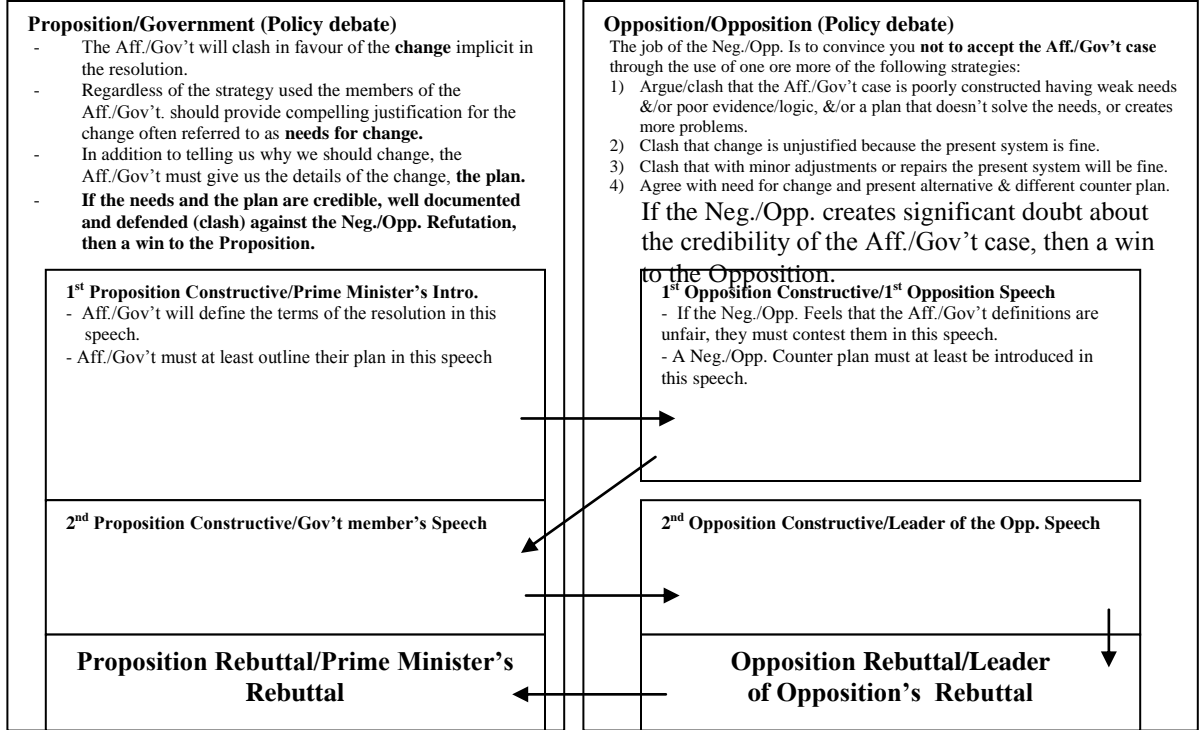 Proposition/Government (Policy debate)
- The Aff./Gov't will clash in favour of the change implicit in
the resolution.
- Regardless of the strategy used the members of the
Aff./Gov't. should provide compelling justification for the
change often referred to as needs for change.
- In addition to telling us why we should change, the
Aff./Gov't must give us the details of the change, the plan.
- If the needs and the plan are credible, well documented
and defended (clash) against the Neg./Opp. Refutation,
then a win to the Proposition.
1st Proposition Constructive/Prime Minister's Intro.
- Aff./Gov't will define the terms of the resolution in this
speech.
- Aff./Gov't must at least outline their plan in this speech
2nd Proposition Constructive/Gov't member's Speech
Proposition Rebuttal/Prime Minister's
Rebuttal
Opposition/Opposition (Policy debate)
The job of the Neg./Opp. Is to convince you not to accept the Aff./Gov't case
through the use of one ore more of the following strategies:
1) Argue/clash that the Aff./Gov't case is poorly constructed having weak needs
&/or poor evidence/logic, &/or a plan that doesn't solve the needs, or creates
more problems.
2) Clash that change is unjustified because the present system is fine.
3) Clash that with minor adjustments or repairs the present system will be fine.
4) Agree with need for change and present alternative & different counter plan.
If the Neg./Opp. creates significant doubt about
the credibility of the Aff./Gov't case, then a win
to the Opposition.
1st Opposition Constructive/1st Opposition Speech
- If the Neg./Opp. Feels that the Aff./Gov't definitions are
unfair, they must contest them in this speech.
- A Neg./Opp. Counter plan must at least be introduced in
this speech.
2nd Opposition Constructive/Leader of the Opp. Speech
Opposition Rebuttal/Leader
of Opposition's Rebuttal